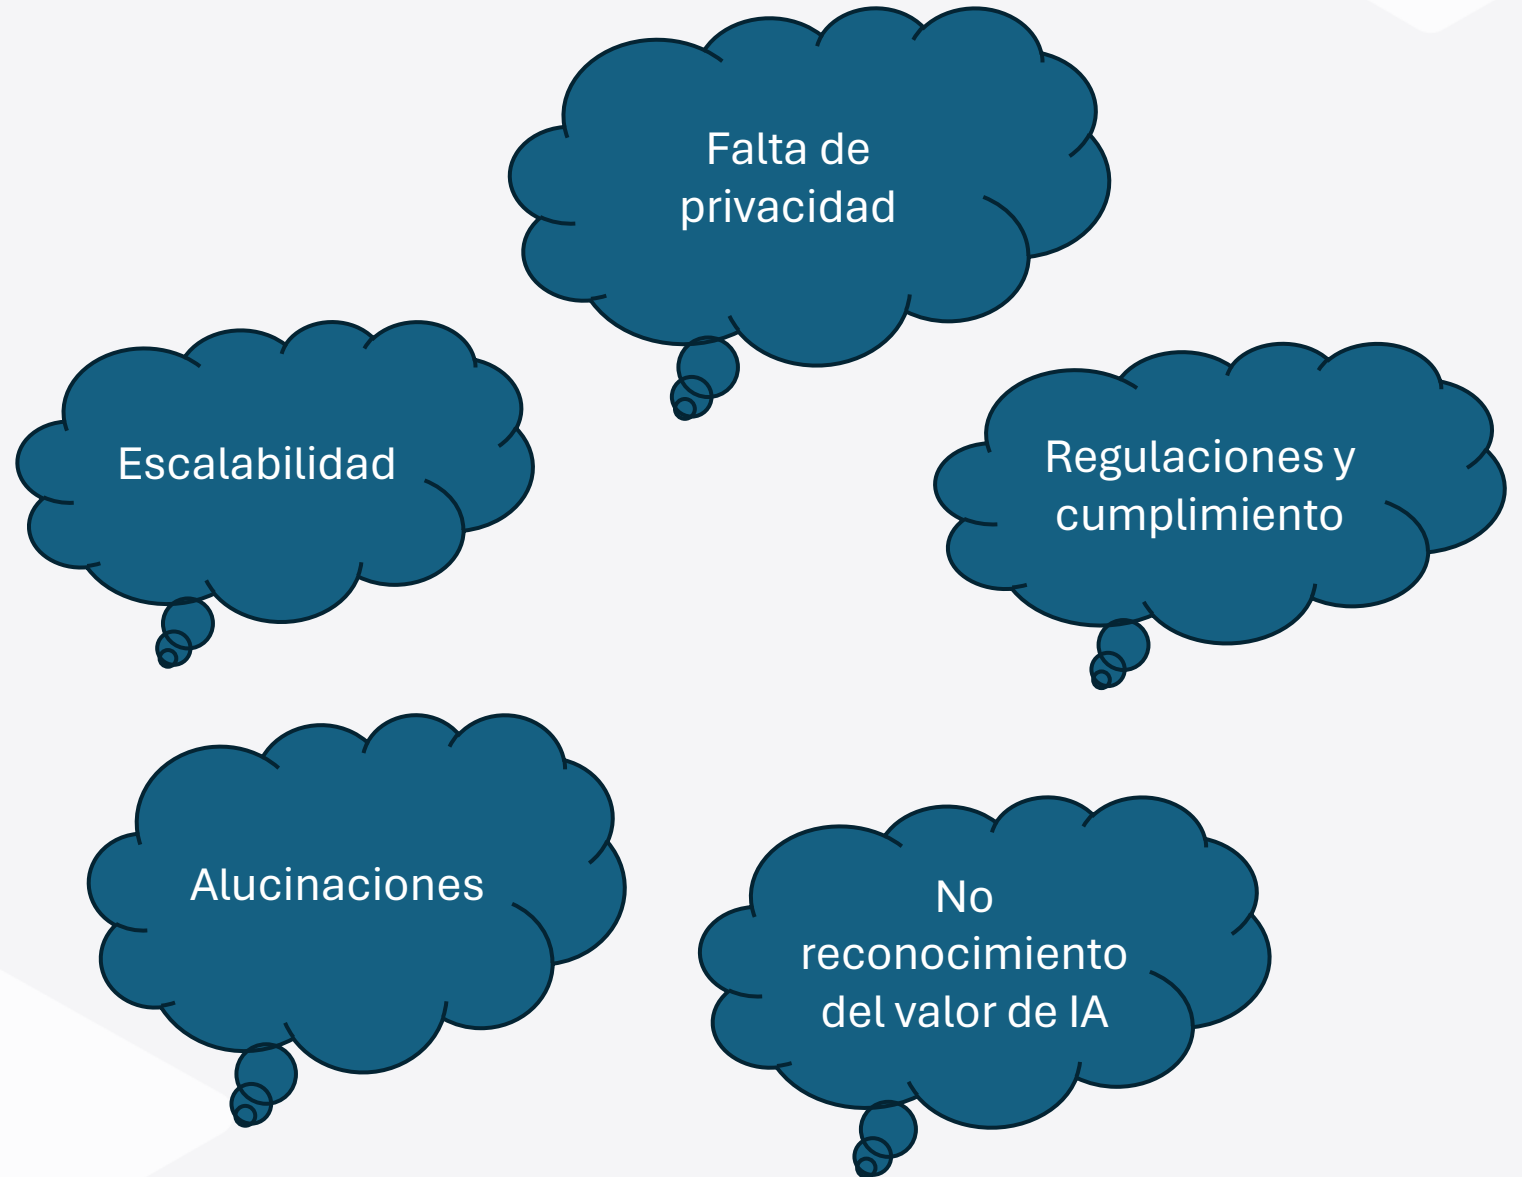 Falta de
privacidad
Escalabilidad
Regulaciones y
cumplimiento
Alucinaciones
No
reconocimiento
del valor de IA